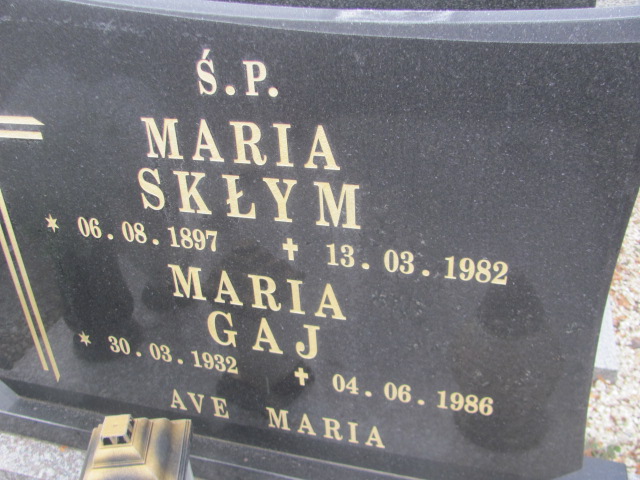 Ś.P.
MARIA
SKŁYM
* 06.08.1897 ✝ 13.03.1982
MARIA
GAJ
* 30.03.1932 ✝ 04.06.1986
AVE MARIA